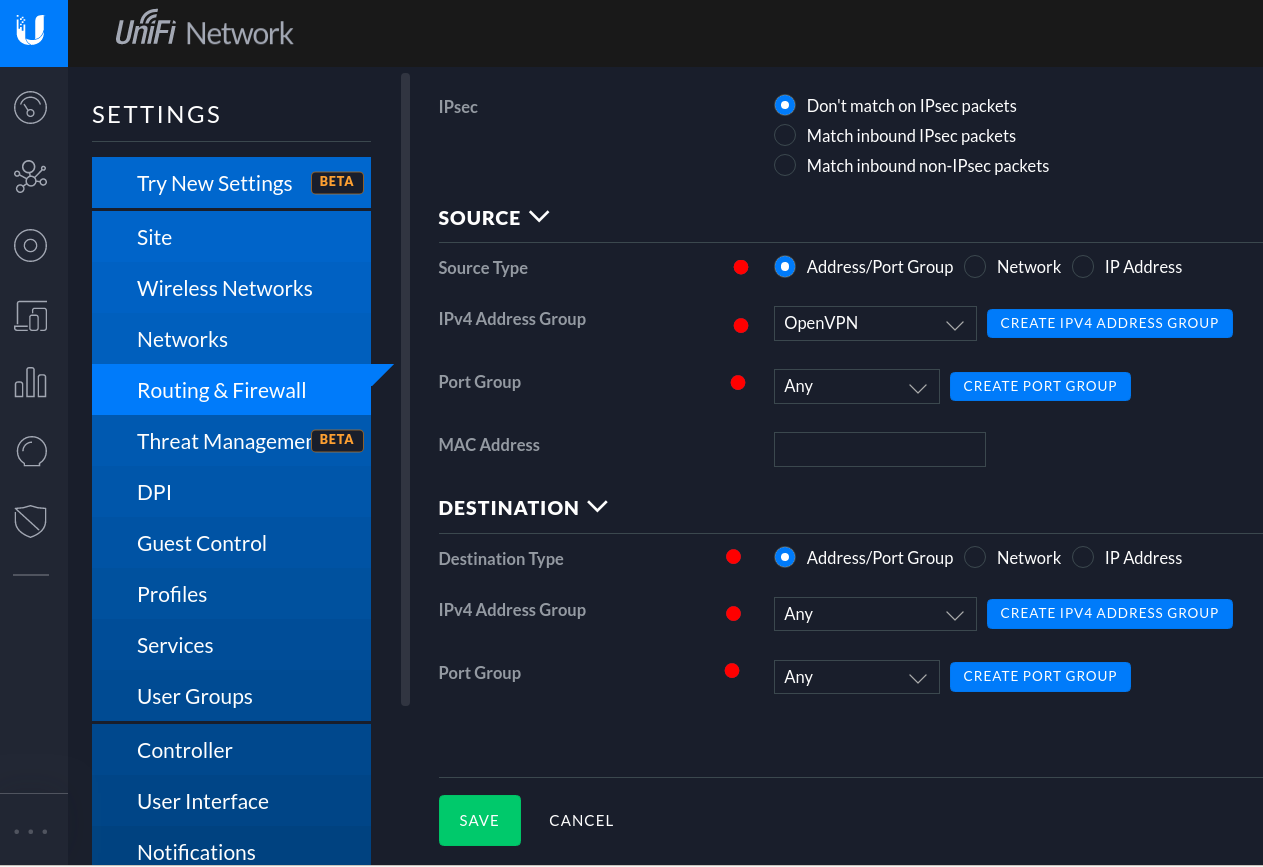 UniFi Network
SETTINGS
Try New Settings BETA
Site
Wireless Networks
Networks
Routing & Firewall
Threat Managemen BETA
DPI
Guest Control
Profiles
Services
User Groups
Controller
User Interface
Notifications
IPsec
Don't match on IPsec packets
Match inbound IPsec packets
Match inbound non-IPsec packets
SOURCE
Source Type Address/Port Group Network IP Address
IPv4 Address Group OpenVPN CREATE IPV4 ADDRESS GROUP
Port Group Any CREATE PORT GROUP
MAC Address
DESTINATION
Destination Type Address/Port Group Network IP Address
IPv4 Address Group Any CREATE IPV4 ADDRESS GROUP
Port Group Any CREATE PORT GROUP
SAVE CANCEL